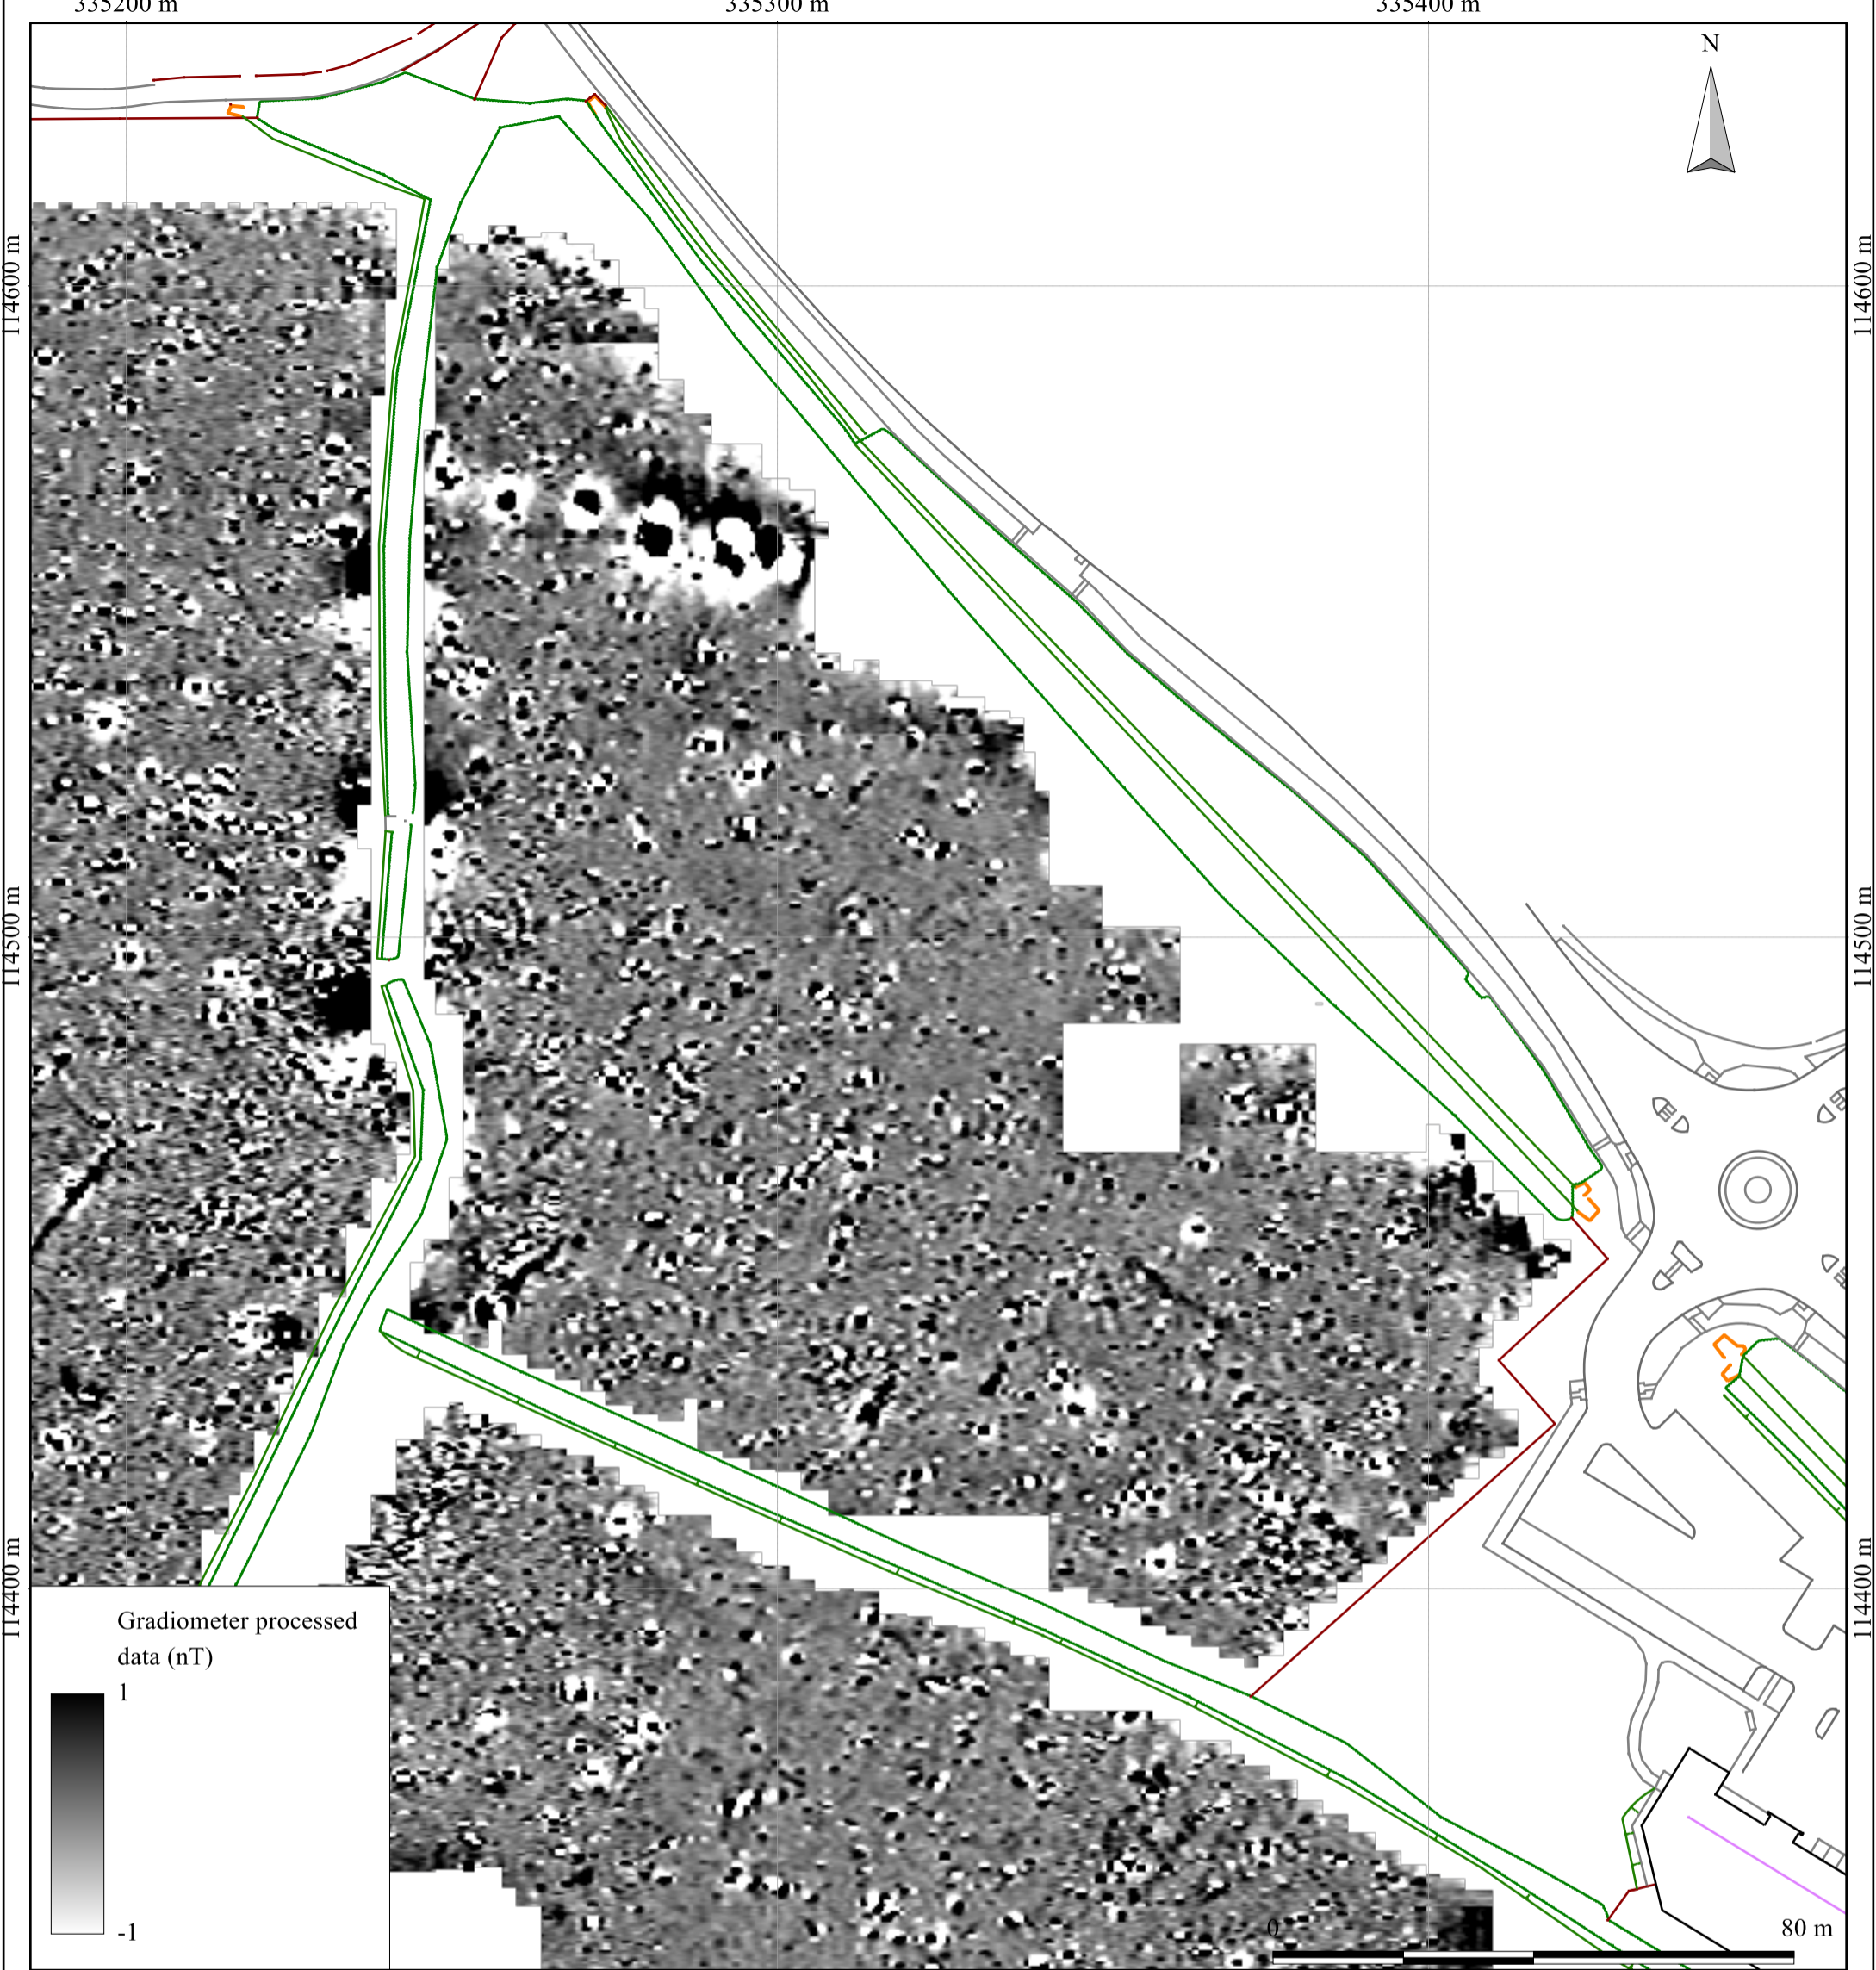 335200 m
335300 m
335400 m
N
114600 m
114600 m
114500 m
114500 m
114400 m
114400 m
Gradiometer processed
data (nT)
1
-1
0
80 m